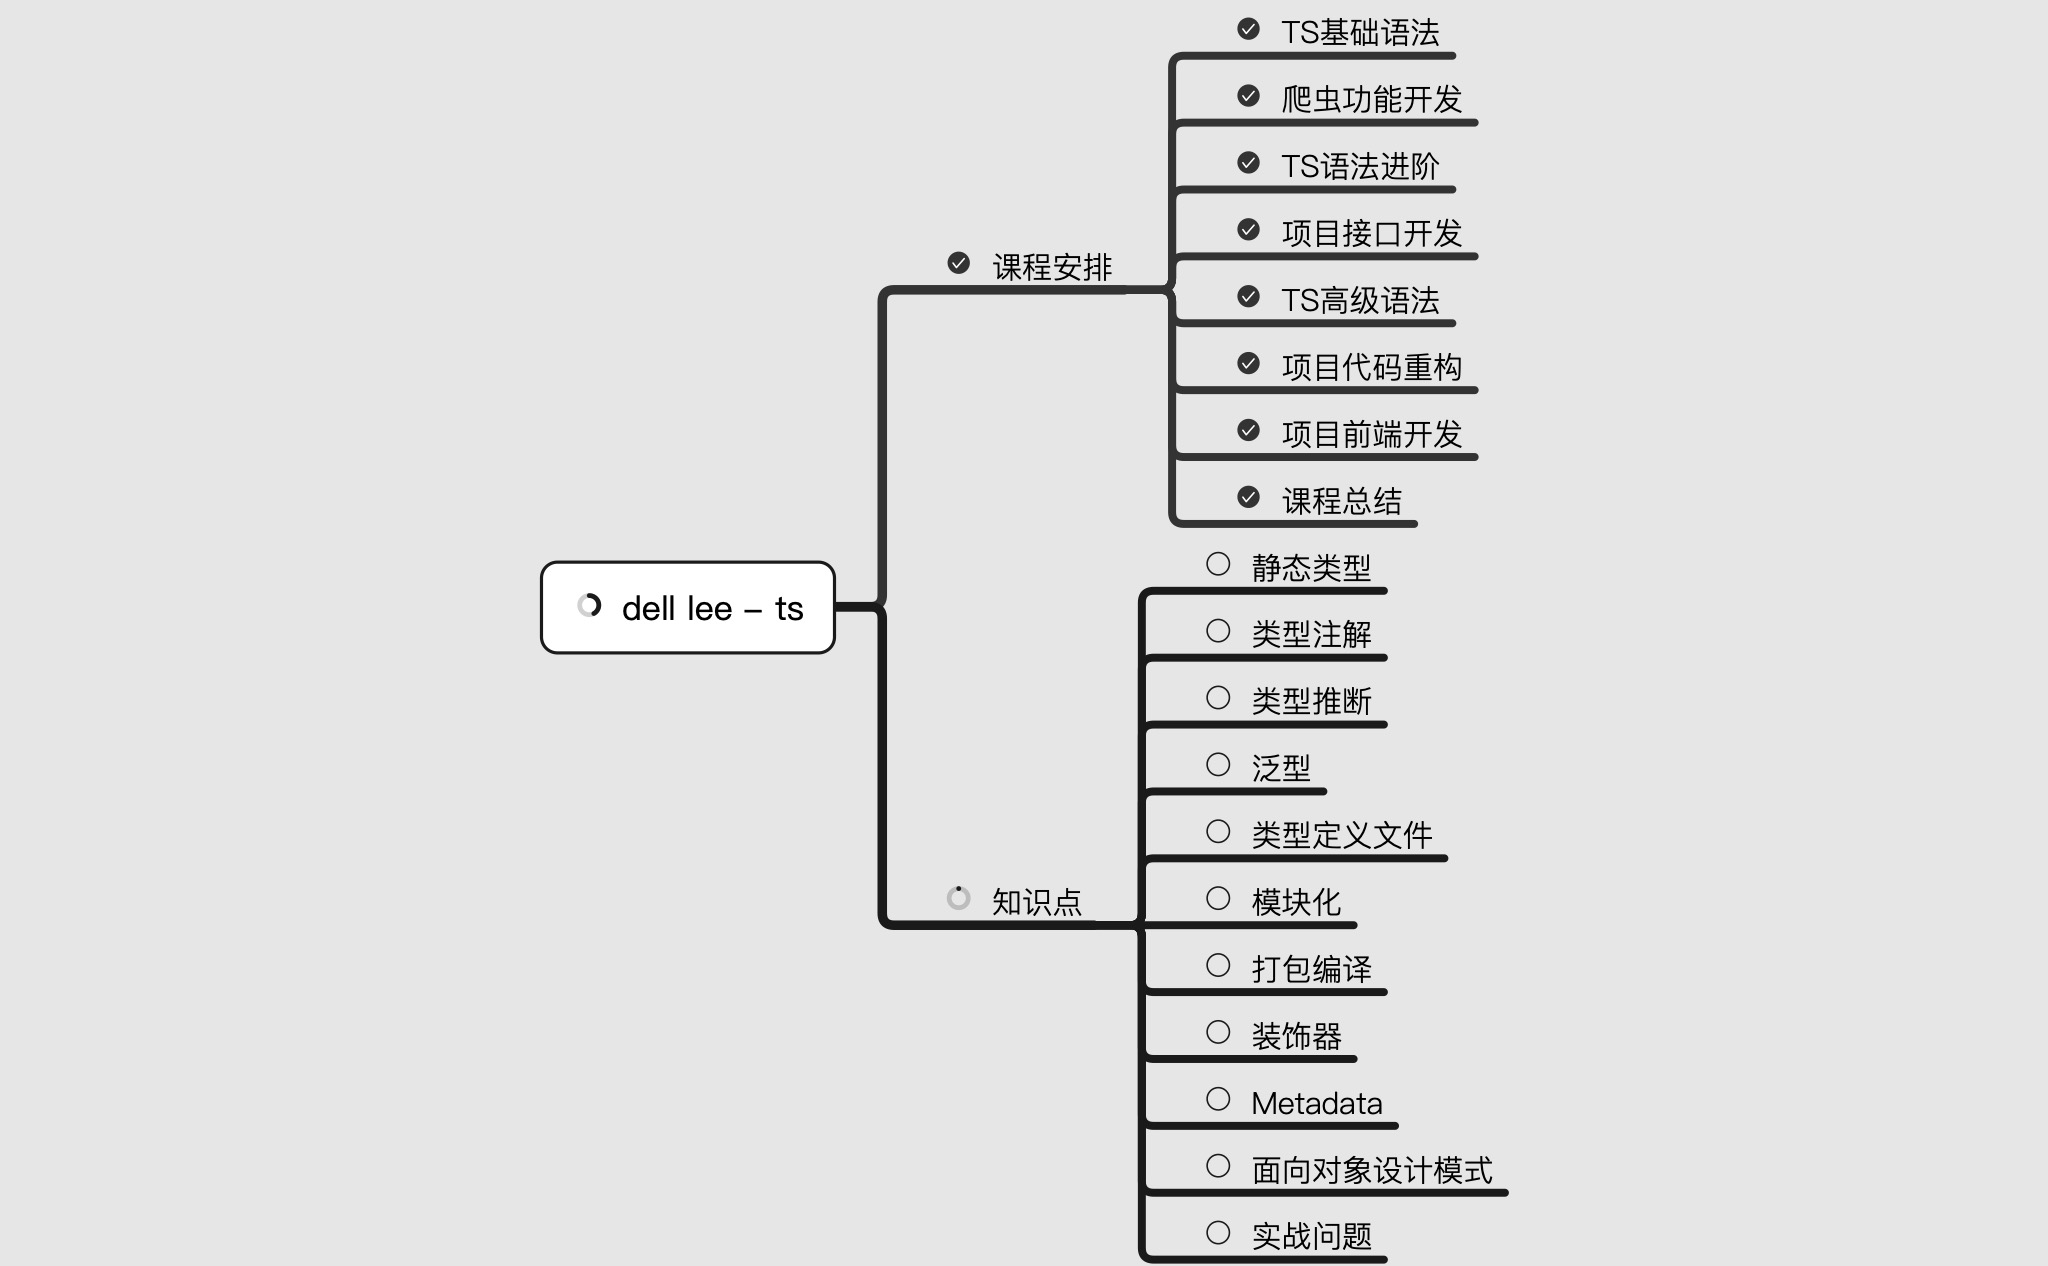 TS基础语法
爬虫功能开发
TS语法进阶
项目接口开发
课程安排
TS高级语法
项目代码重构
项目前端开发
课程总结
静态类型
dell lee – ts
类型注解
类型推断
泛型
类型定义文件
知识点
模块化
打包编译
装饰器
Metadata
面向对象设计模式
实战问题